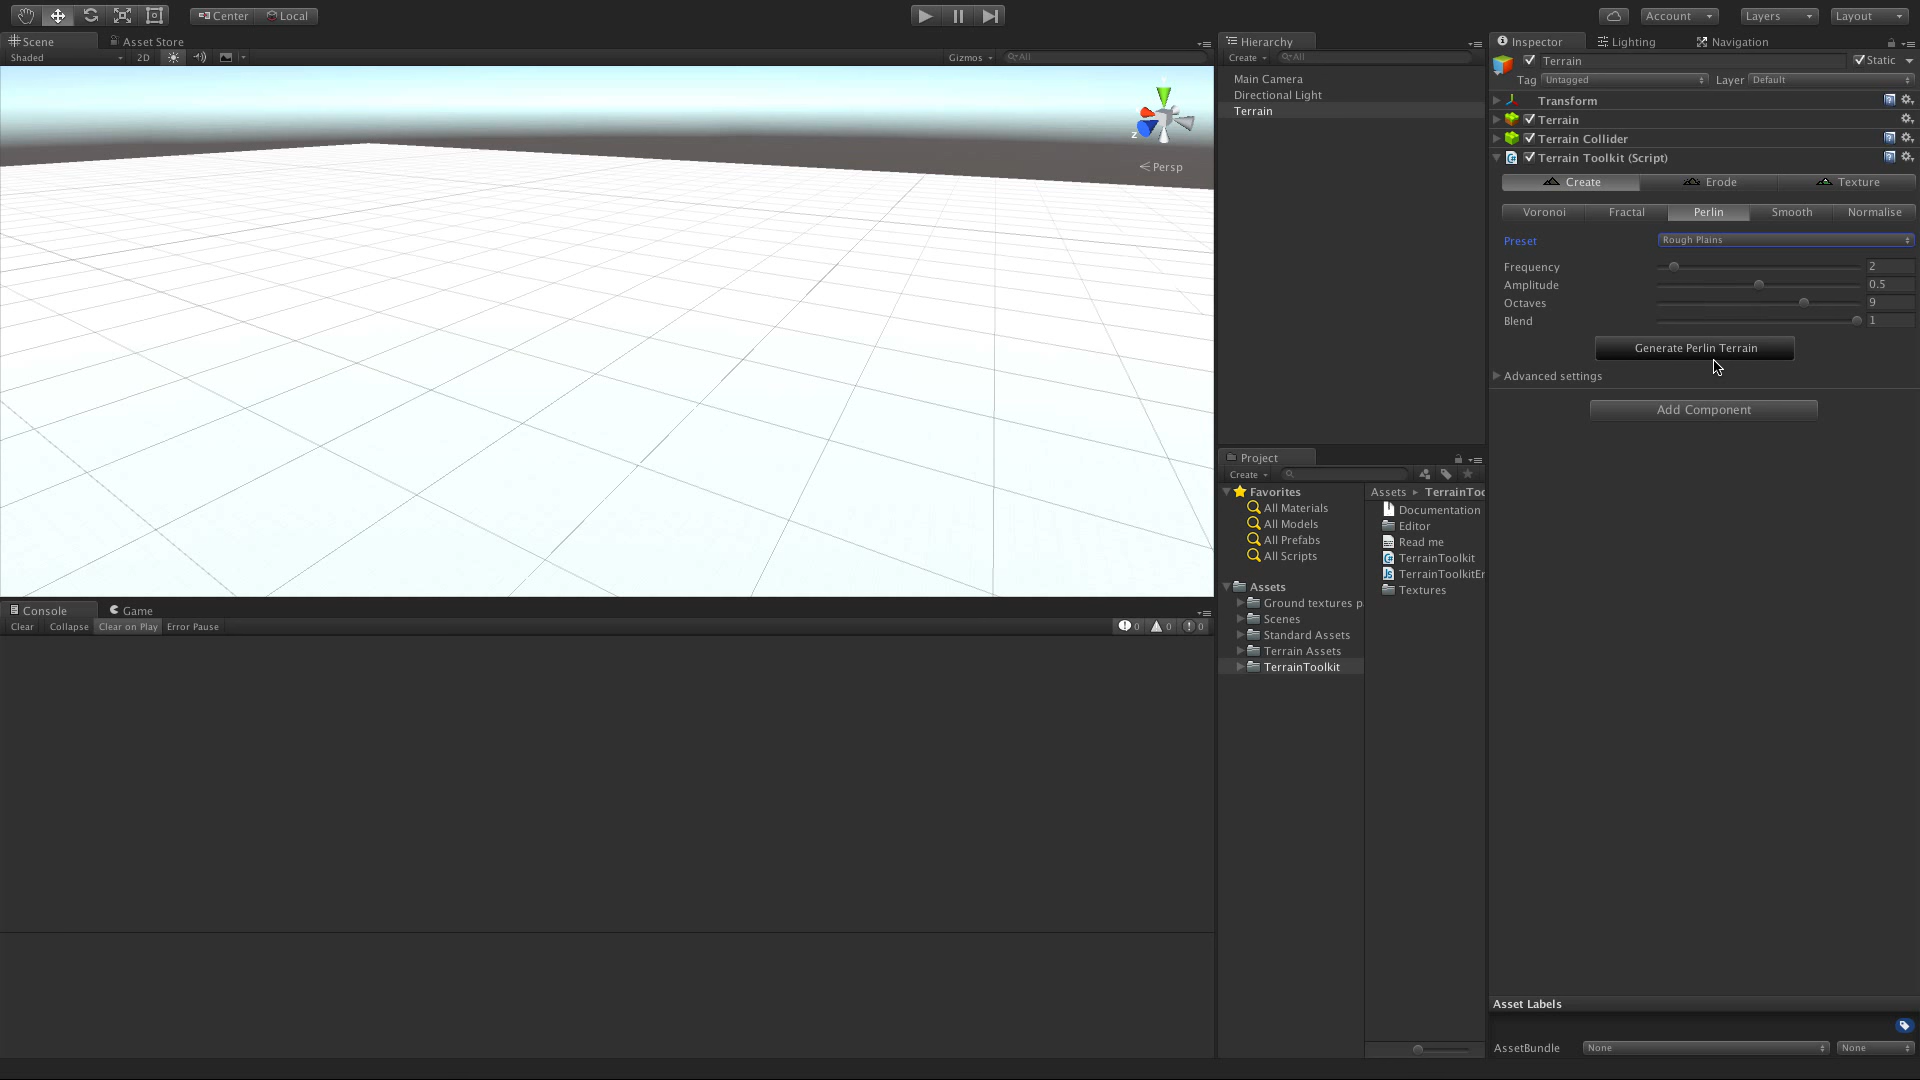 Center
Local
Account
Layers
Layout
Scene
Asset Store
Shaded
2D
Gizmos
All
Z
Persp
Hierarchy
Create
All
Main Camera
Directional Light
Terrain
Inspector
Lighting
Navigation
Terrain
Static
Tag
Untagged
Layer
Default
Transform
Terrain
Terrain Collider
Terrain Toolkit (Script)
Create
Erode
Texture
Voronoi
Fractal
Perlin
Smooth
Normalise
Preset
Rough Plains
Frequency
2
Amplitude
0.5
Octaves
9
Blend
1
Generate Perlin Terrain
Advanced settings
Add Component
Project
Create
Favorites
All Materials
All Models
All Prefabs
All Scripts
Assets
Ground textures p
Scenes
Standard Assets
Terrain Assets
TerrainToolkit
Assets
TerrainToo
Documentation
Editor
Read me
TerrainToolkit
TerrainToolkitEr
Textures
Console
Game
Clear
Collapse
Clear on Play
Error Pause
0
0
0
Asset Labels
AssetBundle
None
None